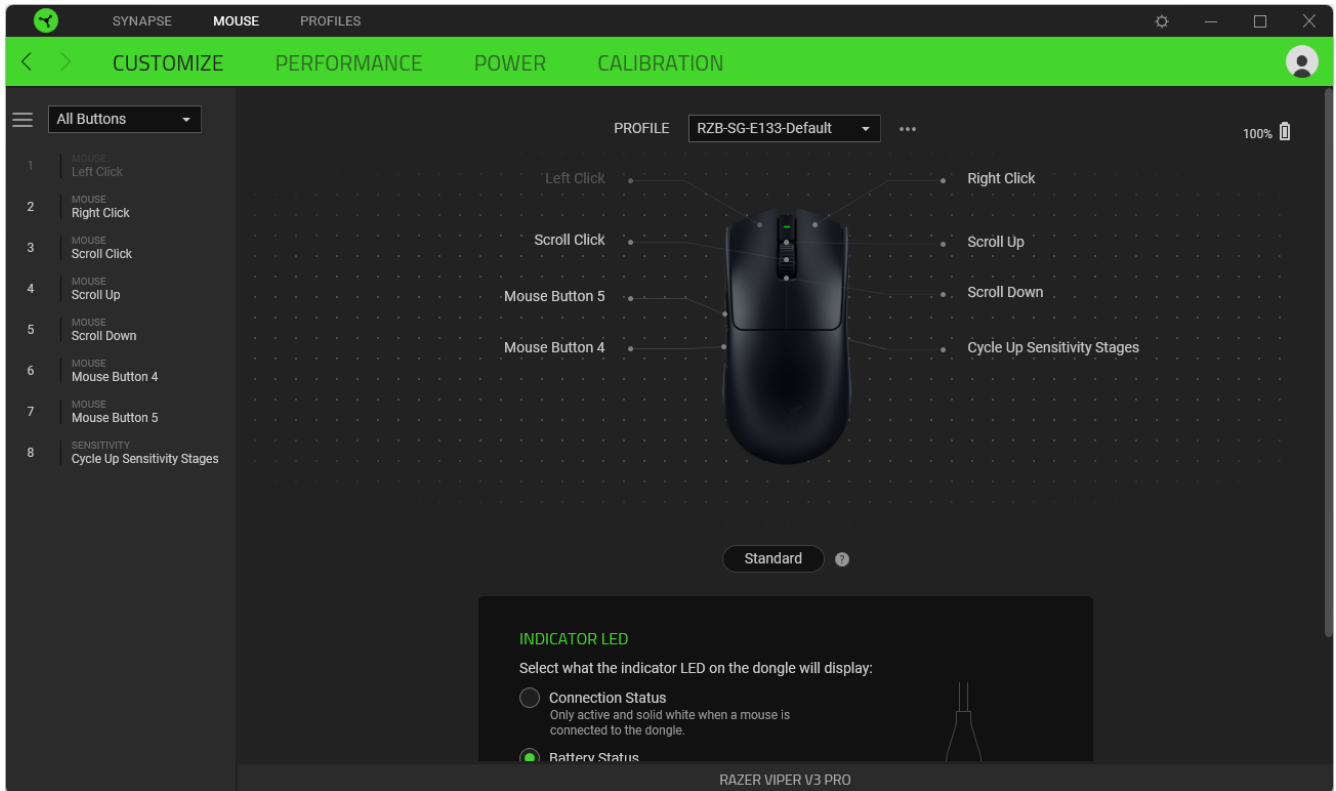 SYNAPSE MOUSE PROFILES
CUSTOMIZE PERFORMANCE POWER CALIBRATION
All Buttons
1 MOUSE
Left Click
2 MOUSE
Right Click
3 MOUSE
Scroll Click
4 MOUSE
Scroll Up
5 MOUSE
Scroll Down
6 MOUSE
Mouse Button 4
7 MOUSE
Mouse Button 5
8 SENSITIVITY
Cycle Up Sensitivity Stages
PROFILE RZB-SG-E133-Default
100%
Left Click Right Click
Scroll Click Scroll Up
Mouse Button 5 Scroll Down
Mouse Button 4 Cycle Up Sensitivity Stages
Standard ?
INDICATOR LED
Select what the indicator LED on the dongle will display:
Connection Status
Only active and solid white when a mouse is
connected to the dongle.
Battery Status
RAZER VIPER V3 PRO